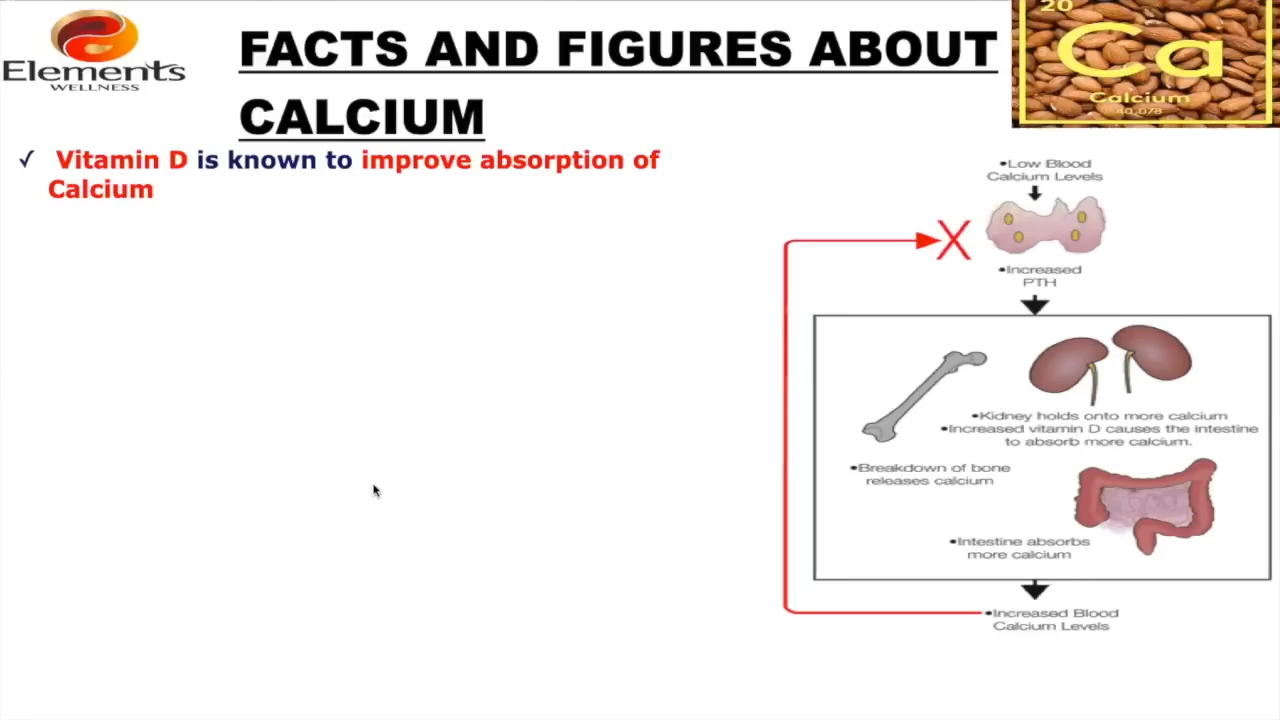 Elements
WELLNESS
FACTS AND FIGURES ABOUT
CALCIUM
20
Ca
Calcium
40.078
✓ Vitamin D is known to improve absorption of
Calcium
•Low Blood
Calcium Levels
X
•Increased
PTH
•Kidney holds onto more calcium
•Increased vitamin D causes the intestine
to absorb more calcium.
•Breakdown of bone
releases calcium
•Intestine absorbs
more calcium
•Increased Blood
Calcium Levels